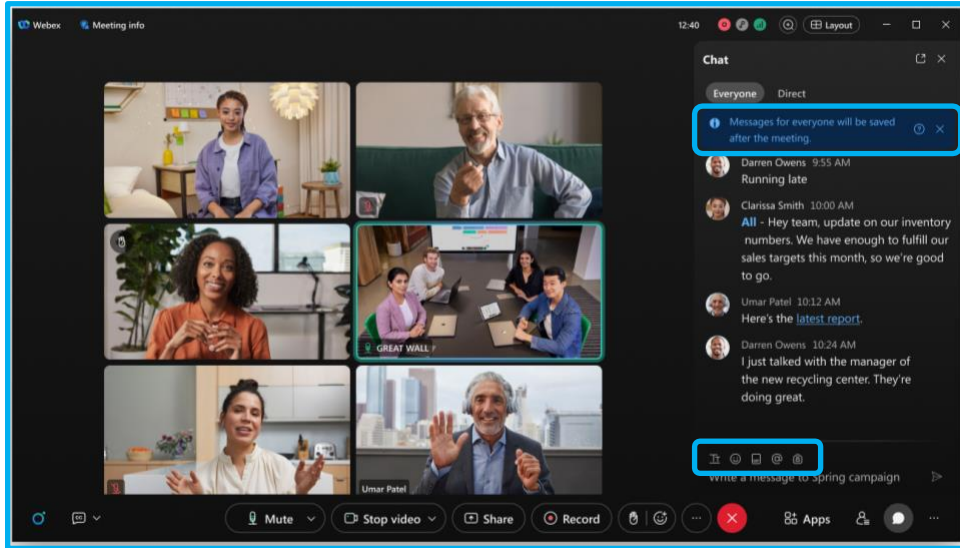 Webex
Meeting info
12:40
Layout
Chat
Everyone Direct
Messages for everyone will be saved
after the meeting.
Darren Owens 9:55 AM
Running late
Clarissa Smith 10:00 AM
All - Hey team, update on our inventory
numbers. We have enough to fulfill our
sales targets this month, so we're good
to go.
Umar Patel 10:12 AM
Here's the latest report.
Darren Owens 10:24 AM
I just talked with the manager of
the new recycling center. They're
doing great.
Write a message to Spring campaign
GREAT WALL
Umar Patel
Mute
Stop video
Share
Record
Apps